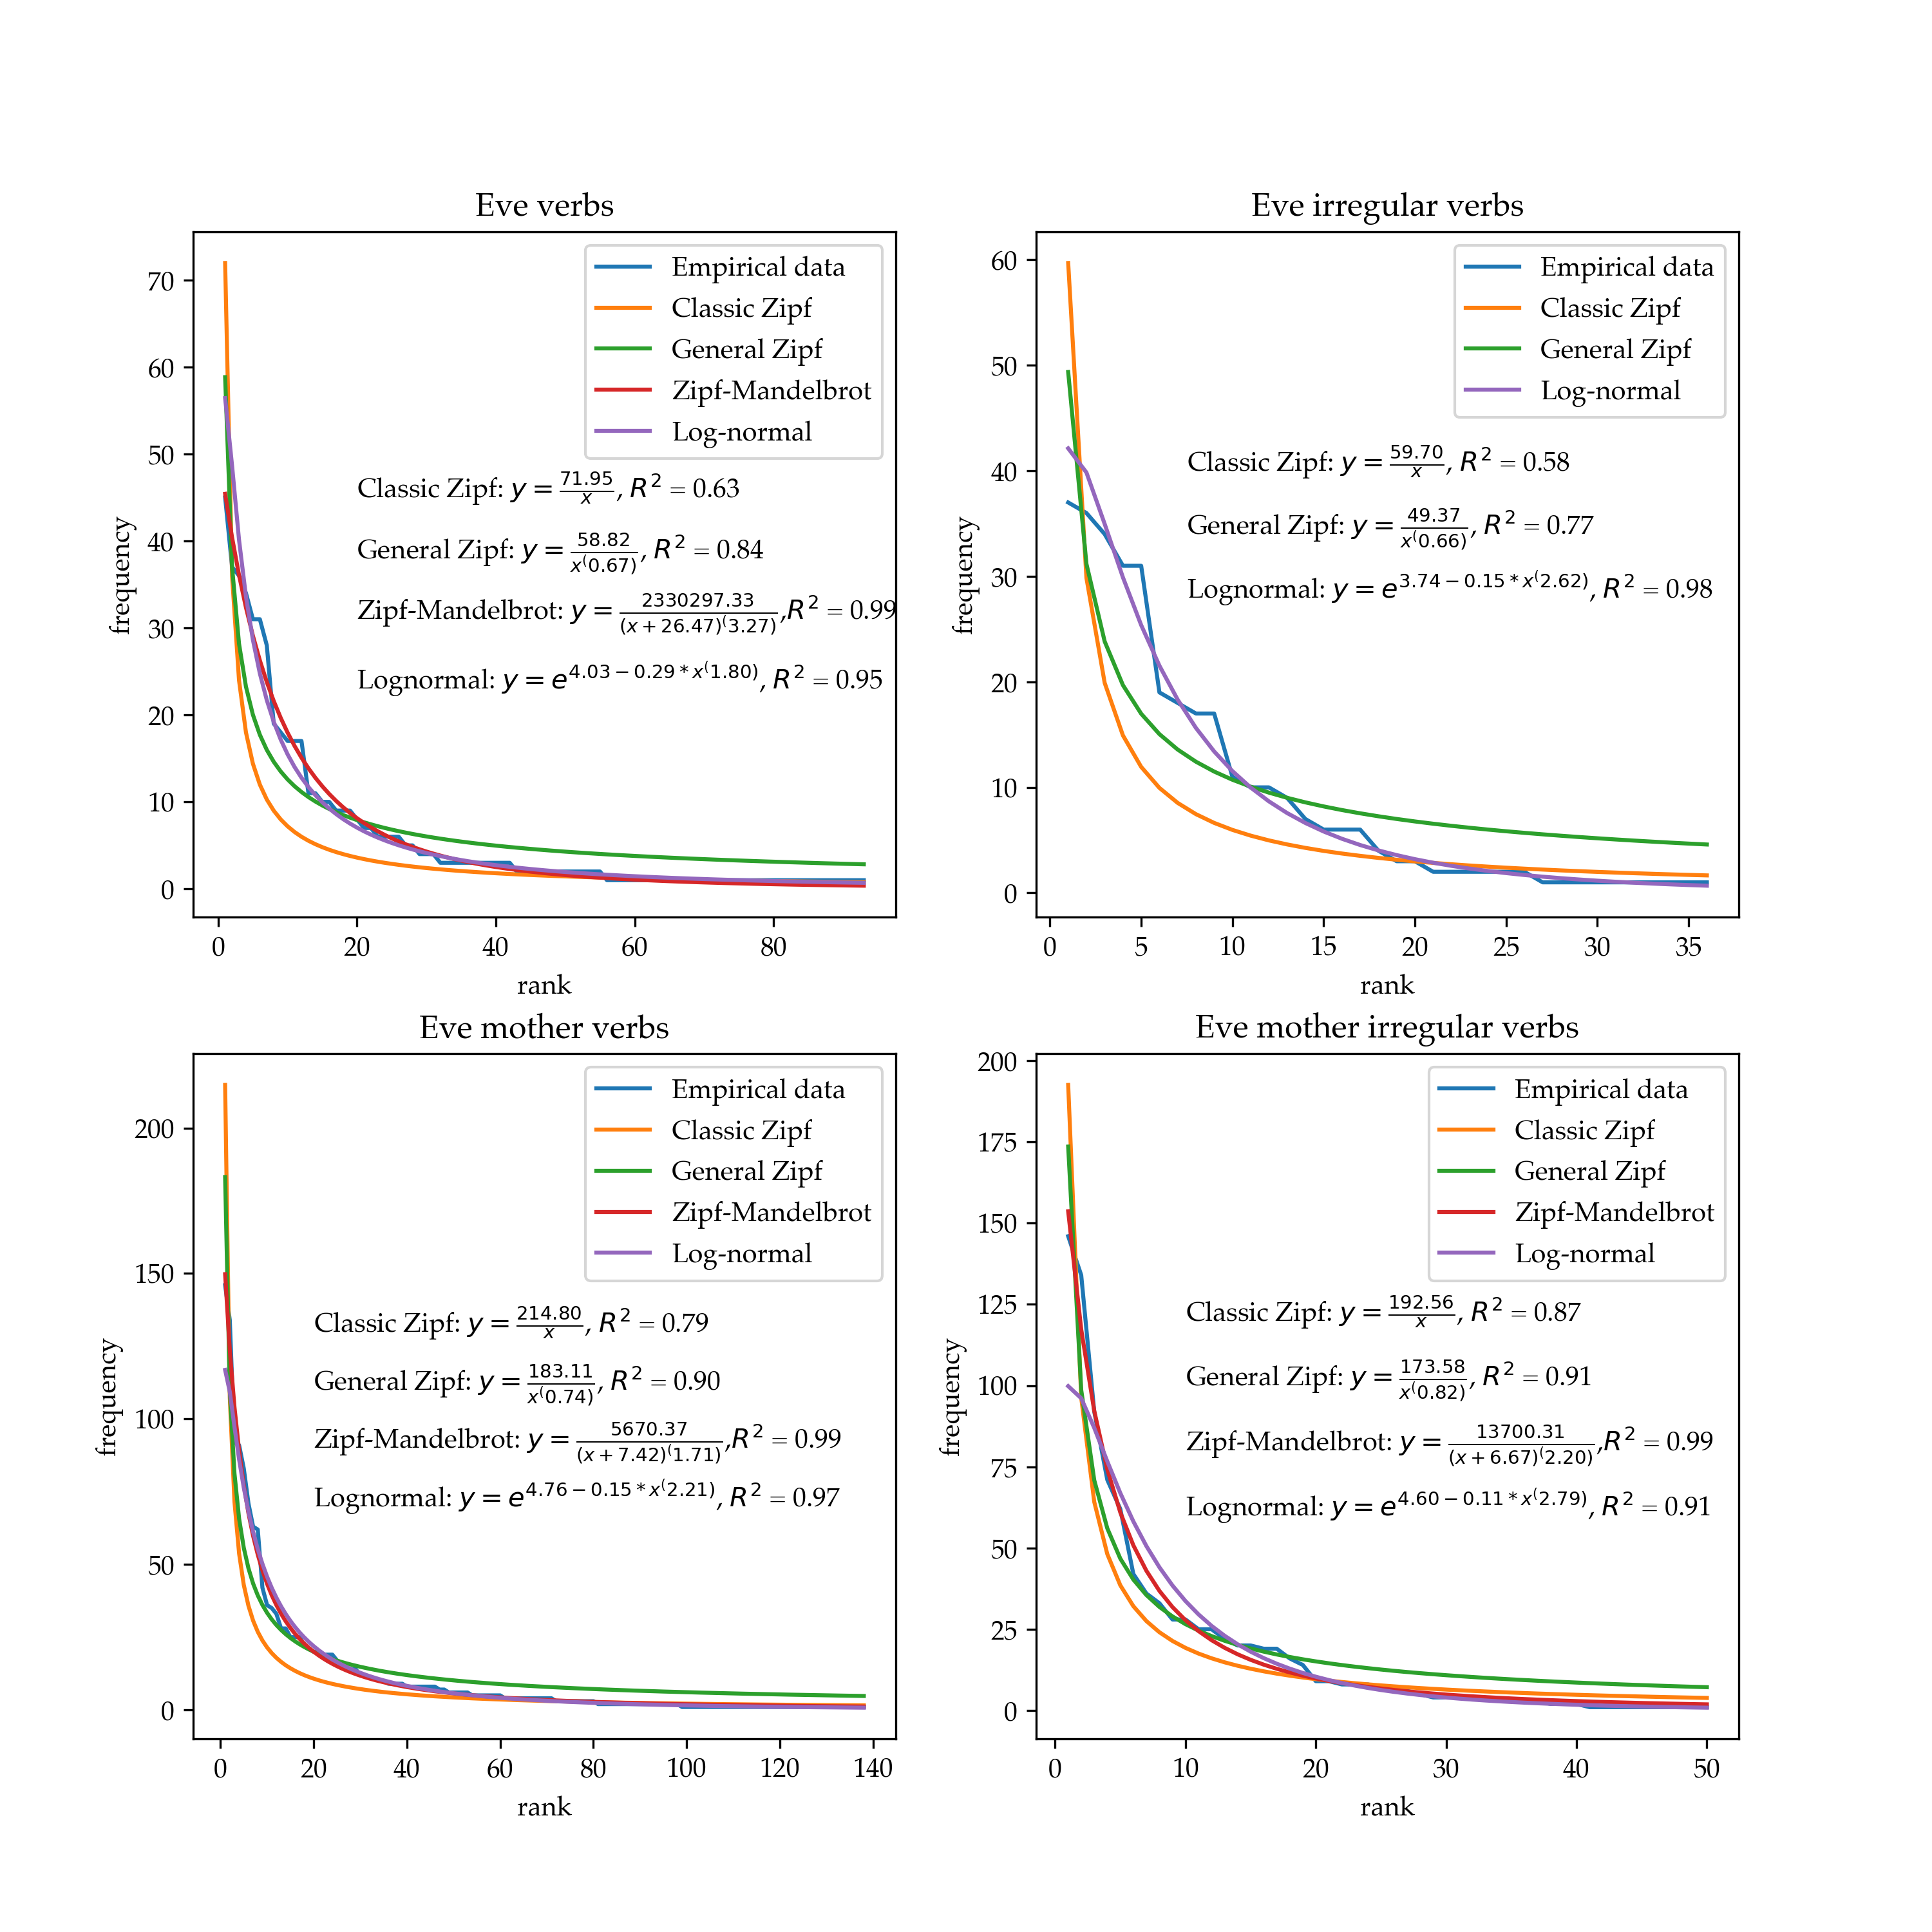 Eve verbs
70
60
50
40
30
20
10
0
frequency
0 20 40 60 80
rank
Empirical data
Classic Zipf
General Zipf
Zipf-Mandelbrot
Log-normal
Classic Zipf: y = 71.95/x, R² = 0.63
General Zipf: y = 58.82/x^(0.67), R² = 0.84
Zipf-Mandelbrot: y = 2330297.33/(x+26.47)^(3.27),R² = 0.99
Lognormal: y = e^4.03−0.29*x^(1.80), R² = 0.95
Eve irregular verbs
60
50
40
30
20
10
0
frequency
0 5 10 15 20 25 30 35
rank
Empirical data
Classic Zipf
General Zipf
Log-normal
Classic Zipf: y = 59.70/x, R² = 0.58
General Zipf: y = 49.37/x^(0.66), R² = 0.77
Lognormal: y = e^3.74−0.15*x^(2.62), R² = 0.98
Eve mother verbs
200
150
100
50
0
frequency
0 20 40 60 80 100 120 140
rank
Empirical data
Classic Zipf
General Zipf
Zipf-Mandelbrot
Log-normal
Classic Zipf: y = 214.80/x, R² = 0.79
General Zipf: y = 183.11/x^(0.74), R² = 0.90
Zipf-Mandelbrot: y = 5670.37/(x+7.42)^(1.71),R² = 0.99
Lognormal: y = e^4.76−0.15*x^(2.21), R² = 0.97
Eve mother irregular verbs
200
175
150
125
100
75
50
25
0
frequency
0 10 20 30 40 50
rank
Empirical data
Classic Zipf
General Zipf
Zipf-Mandelbrot
Log-normal
Classic Zipf: y = 192.56/x, R² = 0.87
General Zipf: y = 173.58/x^(0.82), R² = 0.91
Zipf-Mandelbrot: y = 13700.31/(x+6.67)^(2.20),R² = 0.99
Lognormal: y = e^4.60−0.11*x^(2.79), R² = 0.91